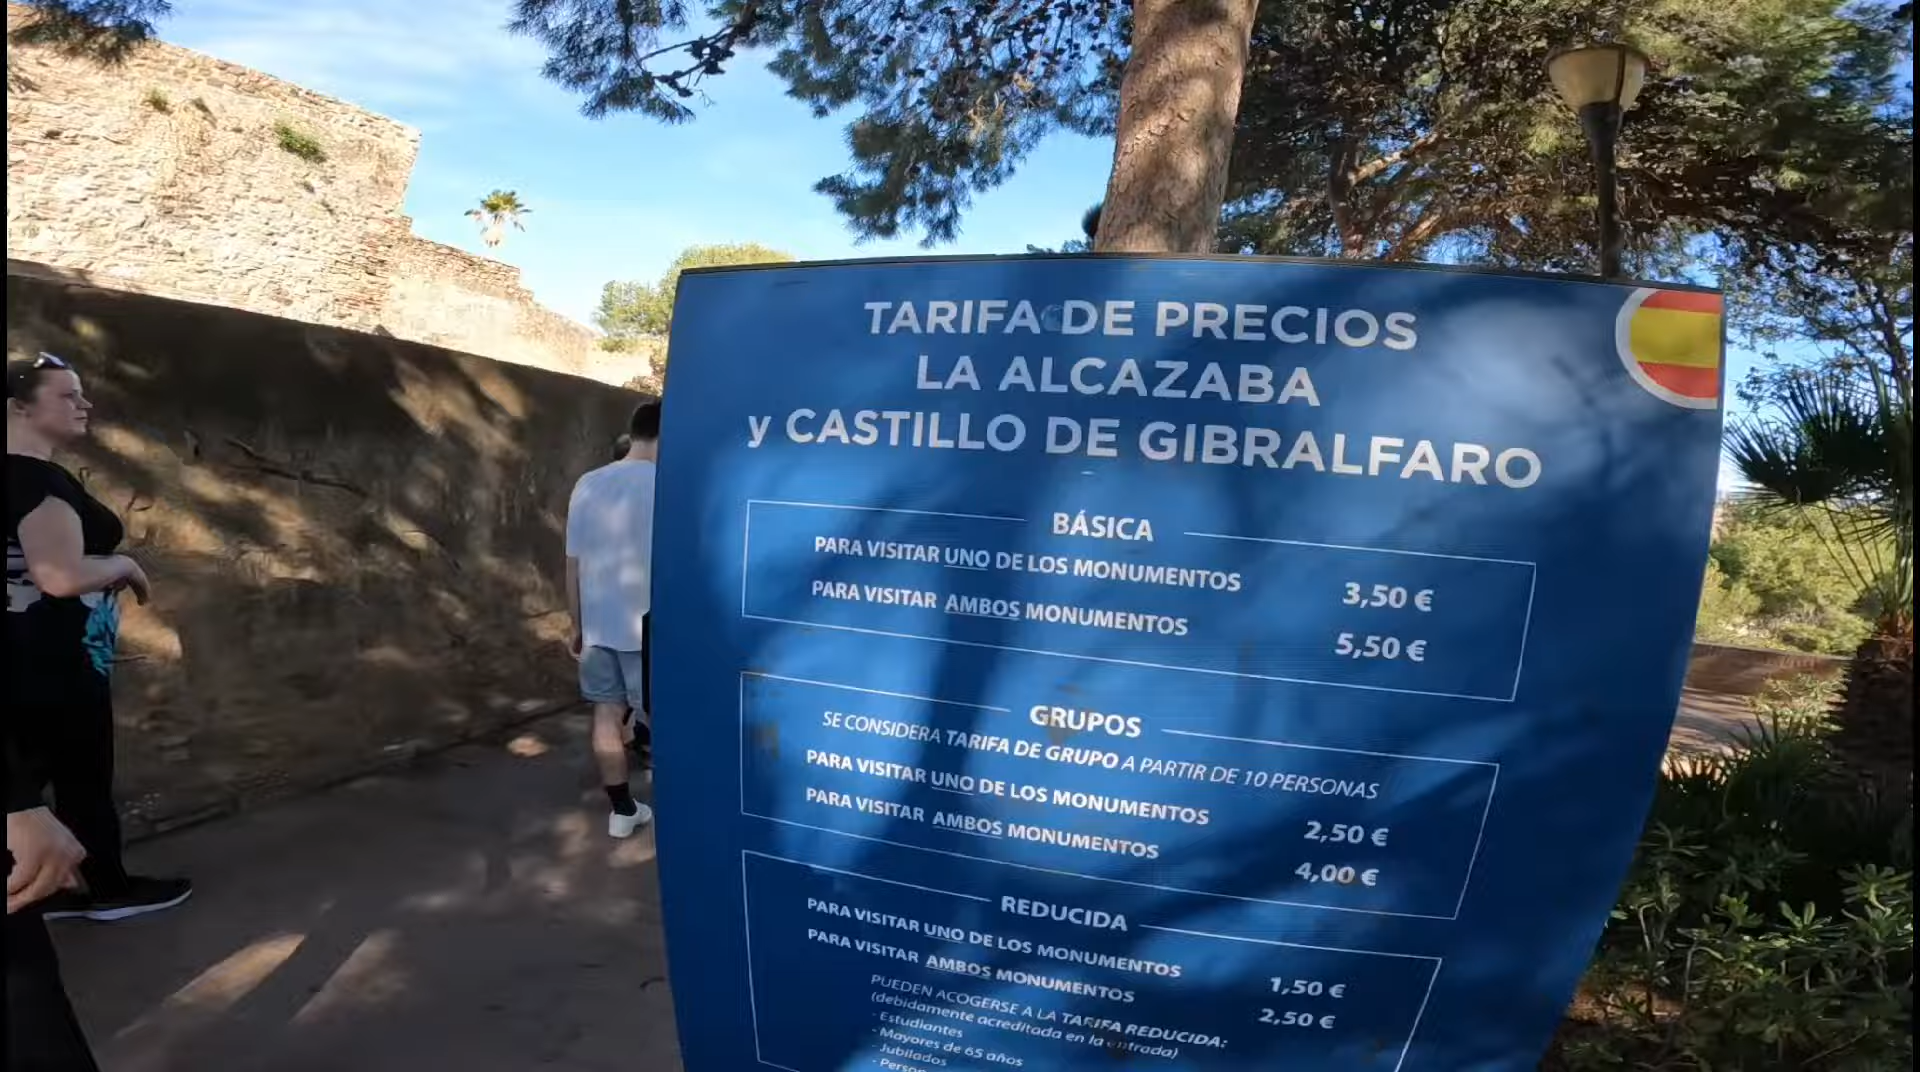 TARIFA DE PRECIOS
LA ALCAZABA
y CASTILLO DE GIBRALFARO
BÁSICA
PARA VISITAR UNO DE LOS MONUMENTOS 3,50 €
PARA VISITAR AMBOS MONUMENTOS 5,50 €
GRUPOS
SE CONSIDERA TARIFA DE GRUPO A PARTIR DE 10 PERSONAS
PARA VISITAR UNO DE LOS MONUMENTOS 2,50 €
PARA VISITAR AMBOS MONUMENTOS 4,00 €
REDUCIDA
PARA VISITAR UNO DE LOS MONUMENTOS 1,50 €
PARA VISITAR AMBOS MONUMENTOS 2,50 €
PUEDEN ACOGERSE A LA TARIFA REDUCIDA:
(debidamente acreditada en la entrada)
- Estudiantes
- Mayores de 65 años
- Jubilados